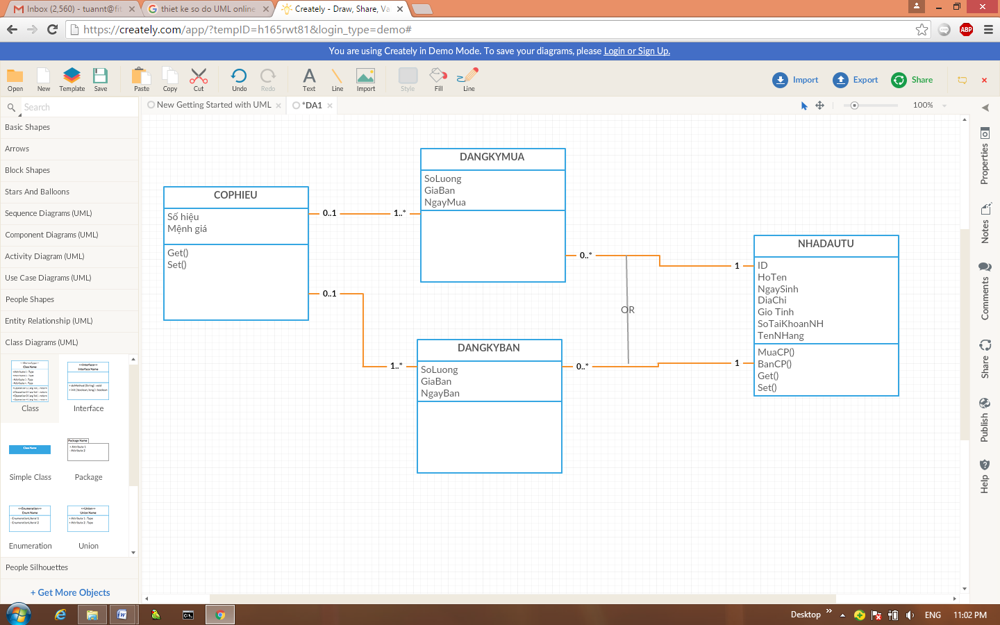 Inbox (2,560) - tuannt@fit
thiet ke so do UML online
Creately - Draw, Share, Va
https://creately.com/app/?tempID=h165rwt81&login_type=demo#
ABP
You are using Creately in Demo Mode. To save your diagrams, please Login or Sign Up.
Open
New
Template
Save
Paste
Copy
Cut
Undo
Redo
Text
Line
Import
Style
Fill
Line
Import
Export
Share
Search
New Getting Started with UML
*DA1
100%
Basic Shapes
Arrows
Block Shapes
Stars And Balloons
Sequence Diagrams (UML)
Component Diagrams (UML)
Activity Diagram (UML)
Use Case Diagrams (UML)
People Shapes
Entity Relationship (UML)
Class Diagrams (UML)
Class
Interface
Class Name
Simple Class
Package Name
Package
Enumeration
Union
People Silhouettes
+ Get More Objects
COPHIEU
Số hiệu
Mệnh giá
Get()
Set()
0..1
1..*
0..1
1..*
DANGKYMUA
SoLuong
GiaBan
NgayMua
DANGKYBAN
SoLuong
GiaBan
NgayBan
0..*
1
OR
0..*
1
NHADAUTU
ID
HoTen
NgaySinh
DiaChi
Gio Tinh
SoTaiKhoanNH
TenNHang
MuaCP()
BanCP()
Get()
Set()
Properties
Notes
Comments
Share
Publish
Help
Desktop
ENG
11:02 PM